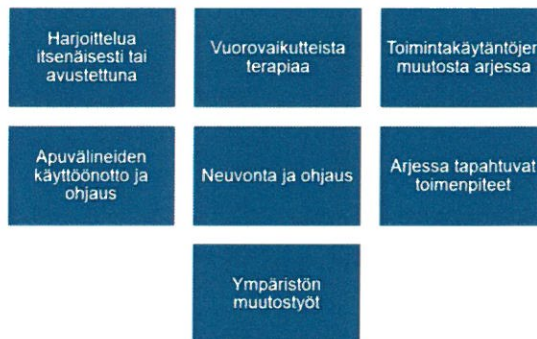 Harjoittelua
itsenäisesti tai
avustettuna
Vuorovaikutteista
terapiaa
Toimintakäytäntöjen
muutosta arjessa
Apuvälineiden
käyttöönotto ja
ohjaus
Neuvonta ja ohjaus
Arjessa tapahtuvat
toimenpiteet
Ympäristön
muutostyöt